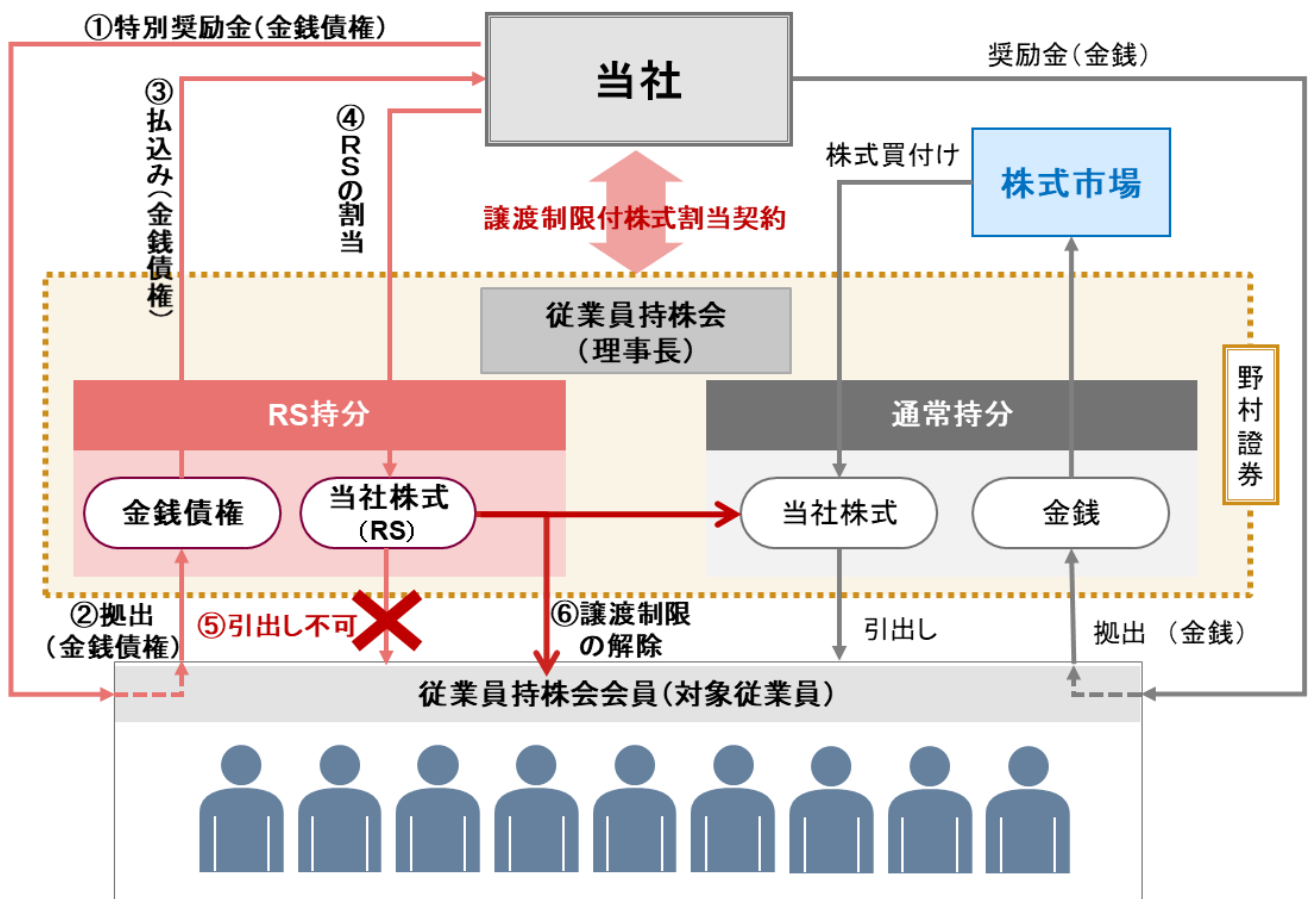 ①特別奨励金(金銭債権)
当社
奨励金(金銭)
③払込み(金銭債権)
④RSの割当
株式買付け
株式市場
譲渡制限付株式割当契約
従業員持株会
(理事長)
野村證券
RS持分
通常持分
金銭債権
当社株式
(RS)
当社株式
金銭
②拠出
(金銭債権)
⑤引出し不可
⑥譲渡制限
の解除
引出し
拠出 (金銭)
従業員持株会会員(対象従業員)